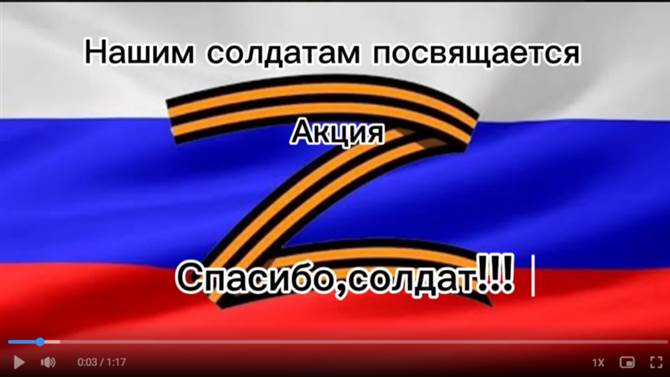 Нашим солдатам посвящается
Акция
Спасибо,солдат!!!
0:03 / 1:17
1X